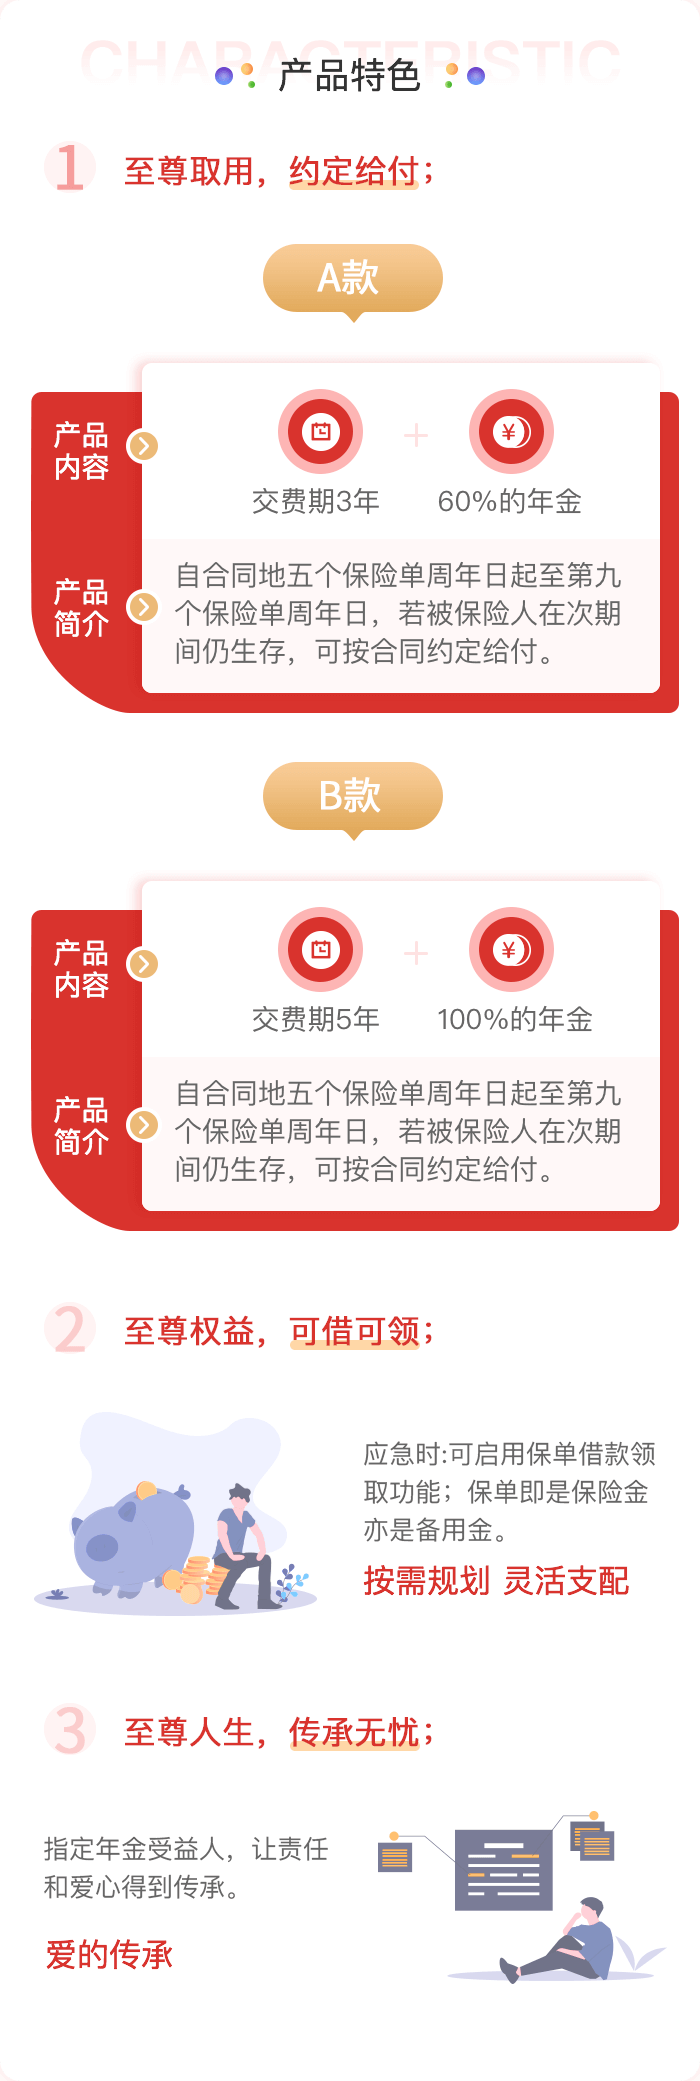 CHARACTERISTIC
产品特色
1 至尊取用，约定给付；
A款
产品
内容
交费期3年 + 60%的年金
产品
简介
自合同地五个保险单周年日起至第九
个保险单周年日，若被保险人在次期
间仍生存，可按合同约定给付。
B款
产品
内容
交费期5年 + 100%的年金
产品
简介
自合同地五个保险单周年日起至第九
个保险单周年日，若被保险人在次期
间仍生存，可按合同约定给付。
2 至尊权益，可借可领；
应急时:可启用保单借款领
取功能；保单即是保险金
亦是备用金。
按需规划 灵活支配
3 至尊人生，传承无忧；
指定年金受益人，让责任
和爱心得到传承。
爱的传承